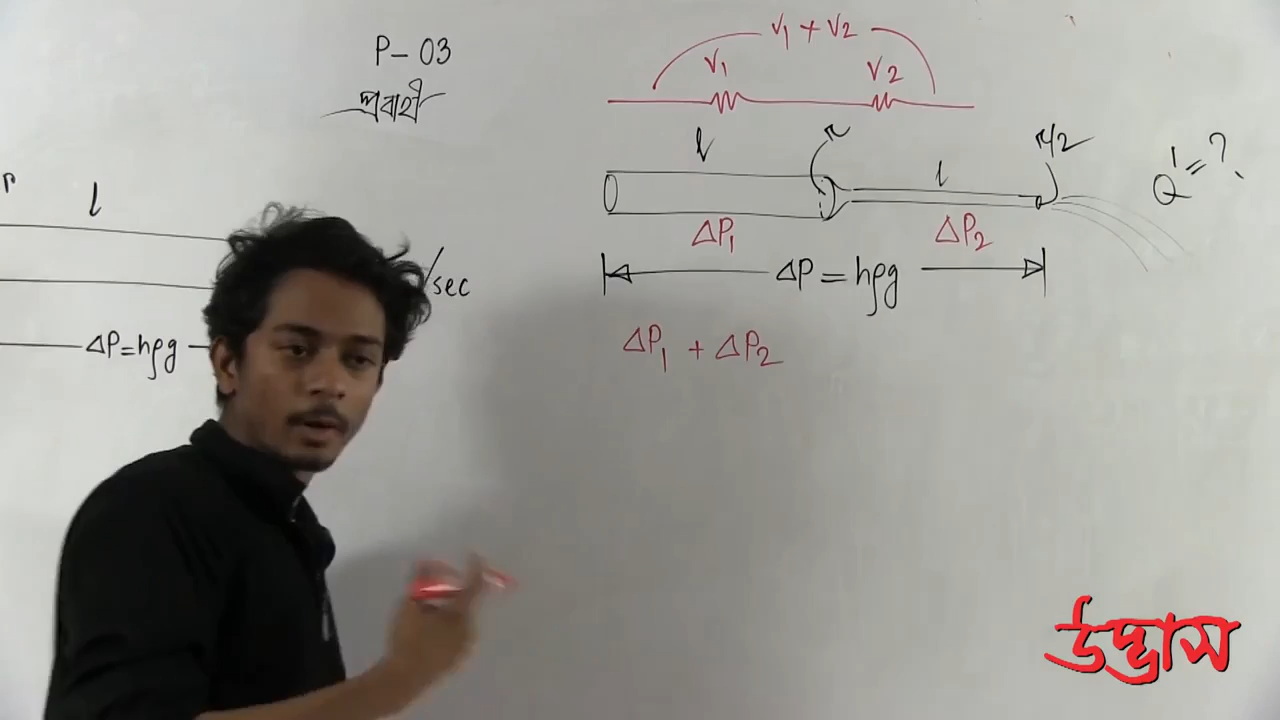 P-03
প্রবাহী
V1 + V2
V1
V2
l
r
r/2
l
Q' = ?
ΔP1
ΔP2
ΔP = hρg
ΔP1 + ΔP2
r
l
/sec
ΔP=hρg
উদ্ভাস